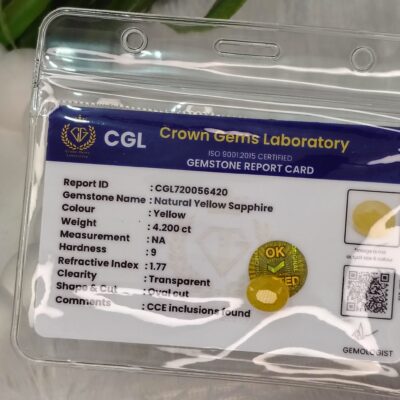 CGL
Crown Gems Laboratory
ISO 9001:2015 CERTIFIED
GEMSTONE REPORT CARD
Report ID : CGL720056420
Gemstone Name : Natural Yellow Sapphire
Colour : Yellow
Weight : 4.200 ct
Measurement : NA
Hardness : 9
Refractive Index : 1.77
Clearity : Transparent
Shape & Cut : Oval cut
Comments : CCE inclusions found
OK
GEMOLOGIST